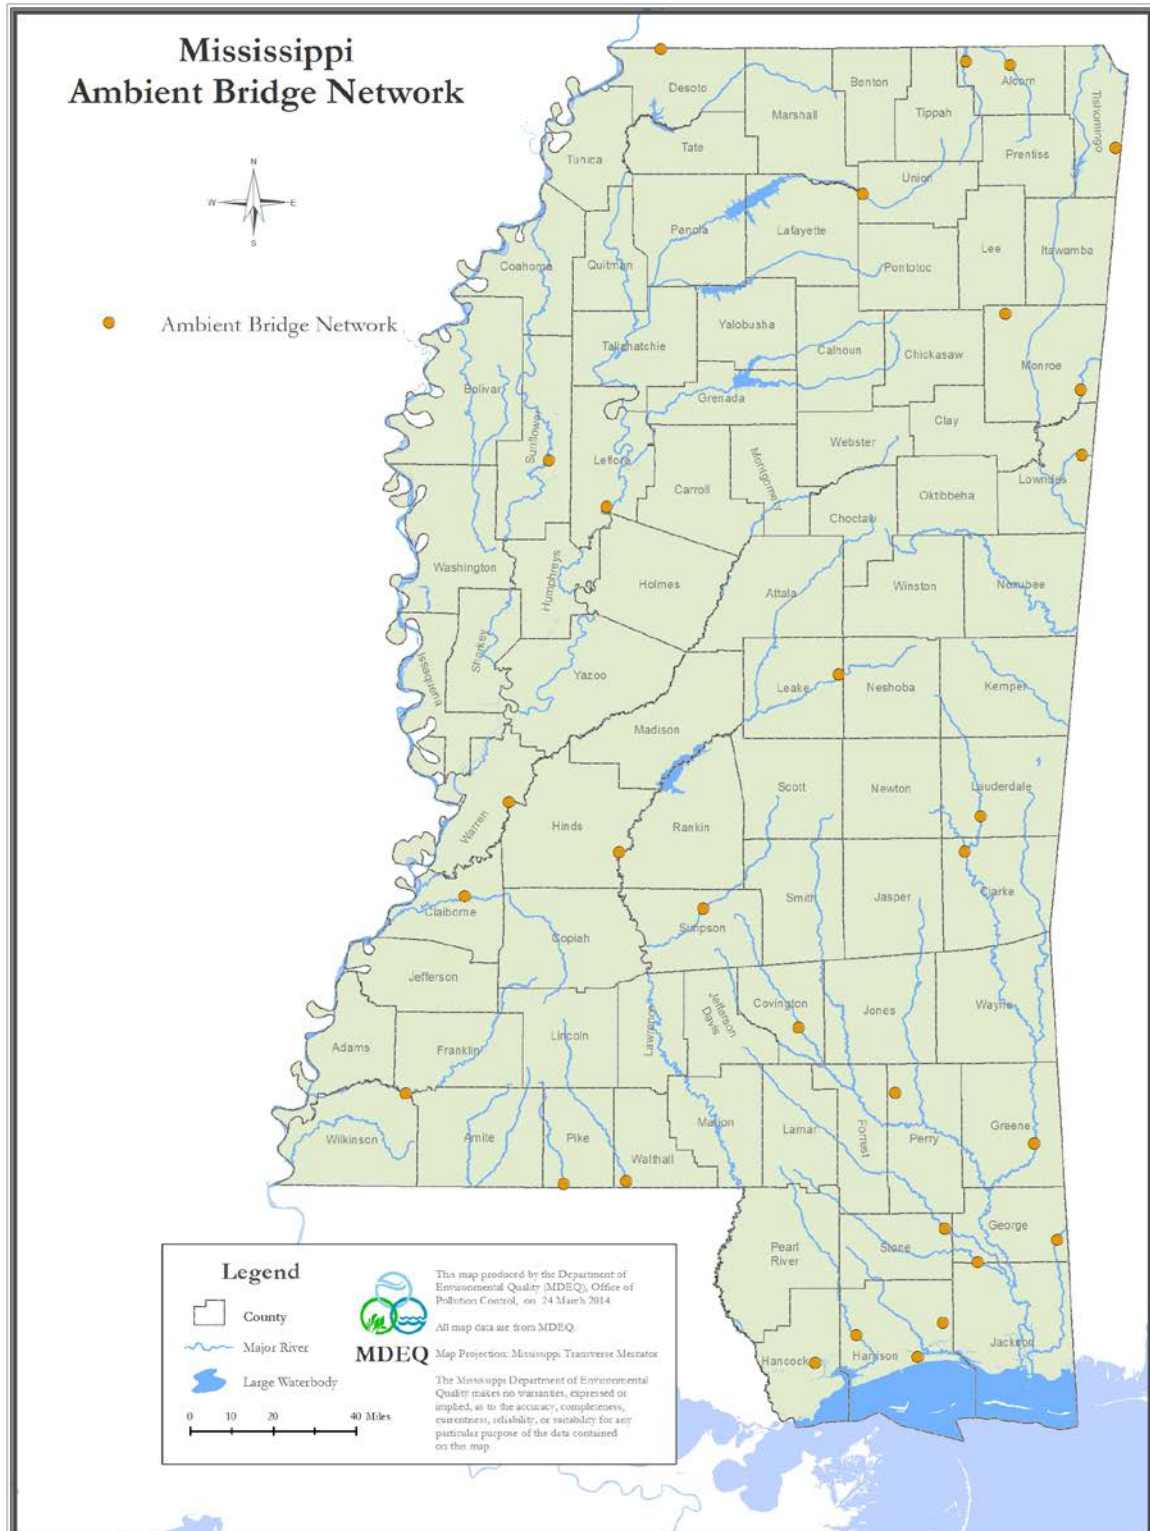 Mississippi
Ambient Bridge Network
N
W
E
S
Ambient Bridge Network
Desoto
Benton
Alcorn
Marshall
Tippah
Tishomingo
Tunica
Tate
Prentiss
Union
Panola
Lafayette
Coahoma
Quitman
Pontotoc
Lee
Itawamba
Yalobusha
Tallahatchie
Calhoun
Chickasaw
Monroe
Bolivar
Grenada
Sunflower
Clay
Webster
Leflore
Montgomery
Carroll
Lowndes
Oktibbeha
Choctaw
Washington
Humphreys
Holmes
Attala
Winston
Noxubee
Sharkey
Issaquena
Yazoo
Leake
Neshoba
Kemper
Madison
Scott
Newton
Lauderdale
Warren
Hinds
Rankin
Smith
Jasper
Clarke
Claiborne
Copiah
Simpson
Jefferson
Jefferson
Davis
Covington
Jones
Wayne
Lawrence
Lincoln
Adams
Franklin
Wilkinson
Amite
Pike
Walthall
Marion
Lamar
Forrest
Perry
Greene
Pearl
River
Stone
George
Hancock
Harrison
Jackson
Legend
County
Major River
Large Waterbody
0 10 20 40 Miles
MDEQ
This map produced by the Department of
Environmental Quality (MDEQ), Office of
Pollution Control, on 24 March 2014
All map data are from MDEQ
Map Projection: Mississippi Transverse Mercator
The Mississippi Department of Environmental
Quality makes no warranties, expressed or
implied, as to the accuracy, completeness,
currentness, reliability, or suitability for any
particular purpose of the data contained
on this map